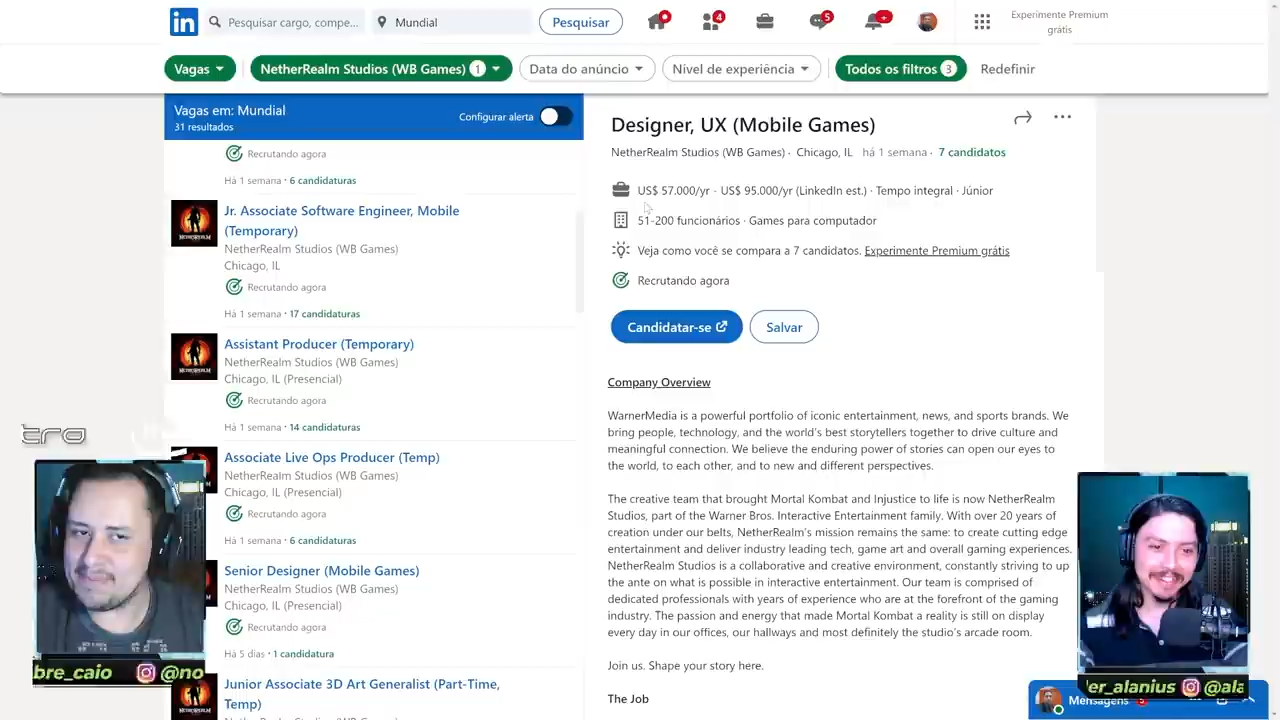 in
Pesquisar cargo, compe...
Mundial
Pesquisar
4
5
Experimente Premium
grátis
Vagas
NetherRealm Studios (WB Games) 1
Data do anúncio
Nível de experiência
Todos os filtros 3
Redefinir
Vagas em: Mundial
31 resultados
Configurar alerta
Recrutando agora
Há 1 semana · 6 candidaturas
Jr. Associate Software Engineer, Mobile
(Temporary)
NetherRealm Studios (WB Games)
Chicago, IL
Recrutando agora
Há 1 semana · 17 candidaturas
Assistant Producer (Temporary)
NetherRealm Studios (WB Games)
Chicago, IL (Presencial)
Recrutando agora
Há 1 semana · 14 candidaturas
Associate Live Ops Producer (Temp)
NetherRealm Studios (WB Games)
Chicago, IL (Presencial)
Recrutando agora
Há 1 semana · 6 candidaturas
Senior Designer (Mobile Games)
NetherRealm Studios (WB Games)
Chicago, IL (Presencial)
Recrutando agora
Há 5 dias · 1 candidatura
Junior Associate 3D Art Generalist (Part-Time,
Temp)
Designer, UX (Mobile Games)
NetherRealm Studios (WB Games) · Chicago, IL há 1 semana · 7 candidatos
US$ 57.000/yr - US$ 95.000/yr (LinkedIn est.) · Tempo integral · Júnior
51-200 funcionários · Games para computador
Veja como você se compara a 7 candidatos. Experimente Premium grátis
Recrutando agora
Candidatar-se
Salvar
Company Overview
WarnerMedia is a powerful portfolio of iconic entertainment, news, and sports brands. We
bring people, technology, and the world's best storytellers together to drive culture and
meaningful connection. We believe the enduring power of stories can open our eyes to
the world, to each other, and to new and different perspectives.
The creative team that brought Mortal Kombat and Injustice to life is now NetherRealm
Studios, part of the Warner Bros. Interactive Entertainment family. With over 20 years of
creation under our belts, NetherRealm's mission remains the same: to create cutting edge
entertainment and deliver industry leading tech, game art and overall gaming experiences.
NetherRealm Studios is a collaborative and creative environment, constantly striving to up
the ante on what is possible in interactive entertainment. Our team is comprised of
dedicated professionals with years of experience who are at the forefront of the gaming
industry. The passion and energy that made Mortal Kombat a reality is still on display
every day in our offices, our hallways and most definitely the studio's arcade room.
Join us. Shape your story here.
The Job
bre_caio @no
er_alanius @ala
Mensagens